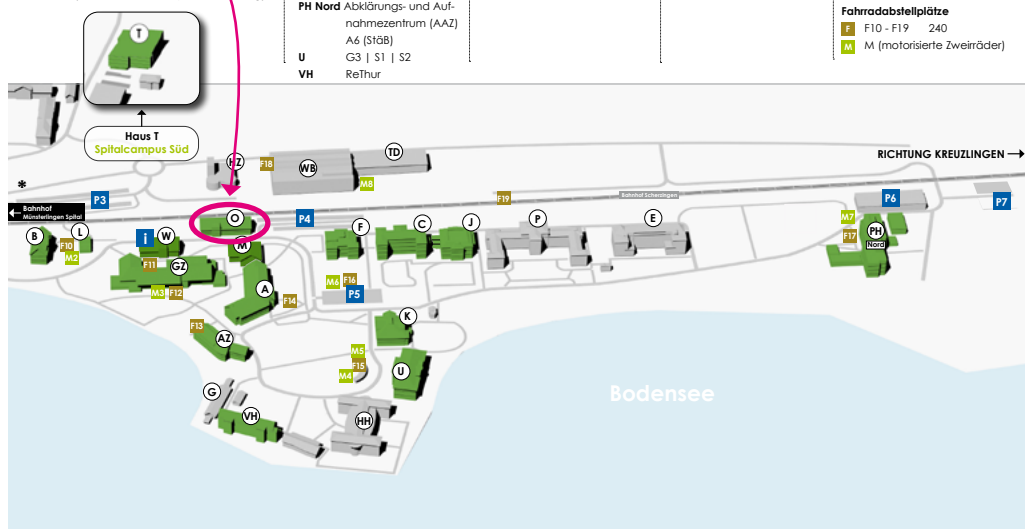 PH Nord Abklärungs- und Auf-
nahmezentrum (AAZ)
A6 (StäB)
U G3 | S1 | S2
VH ReThur
Fahrradabstellplätze
F F10 - F19 240
M M (motorisierte Zweiräder)
T
Haus T
Spitalcampus Süd
HZ
F18
WB
TD
M8
RICHTUNG KREUZLINGEN
*
P3
F19
Bahnhof Scherzingen
P6
P7
Bahnhof
Münsterlingen Spital
O
P4
M7
B
L
F10
M2
i
W
M
F
C
J
P
E
F17
PH
Nord
F11
GZ
M3
F12
A
F14
M6
F16
P5
F13
AZ
K
M5
F15
M4
U
G
VH
HH
Bodensee